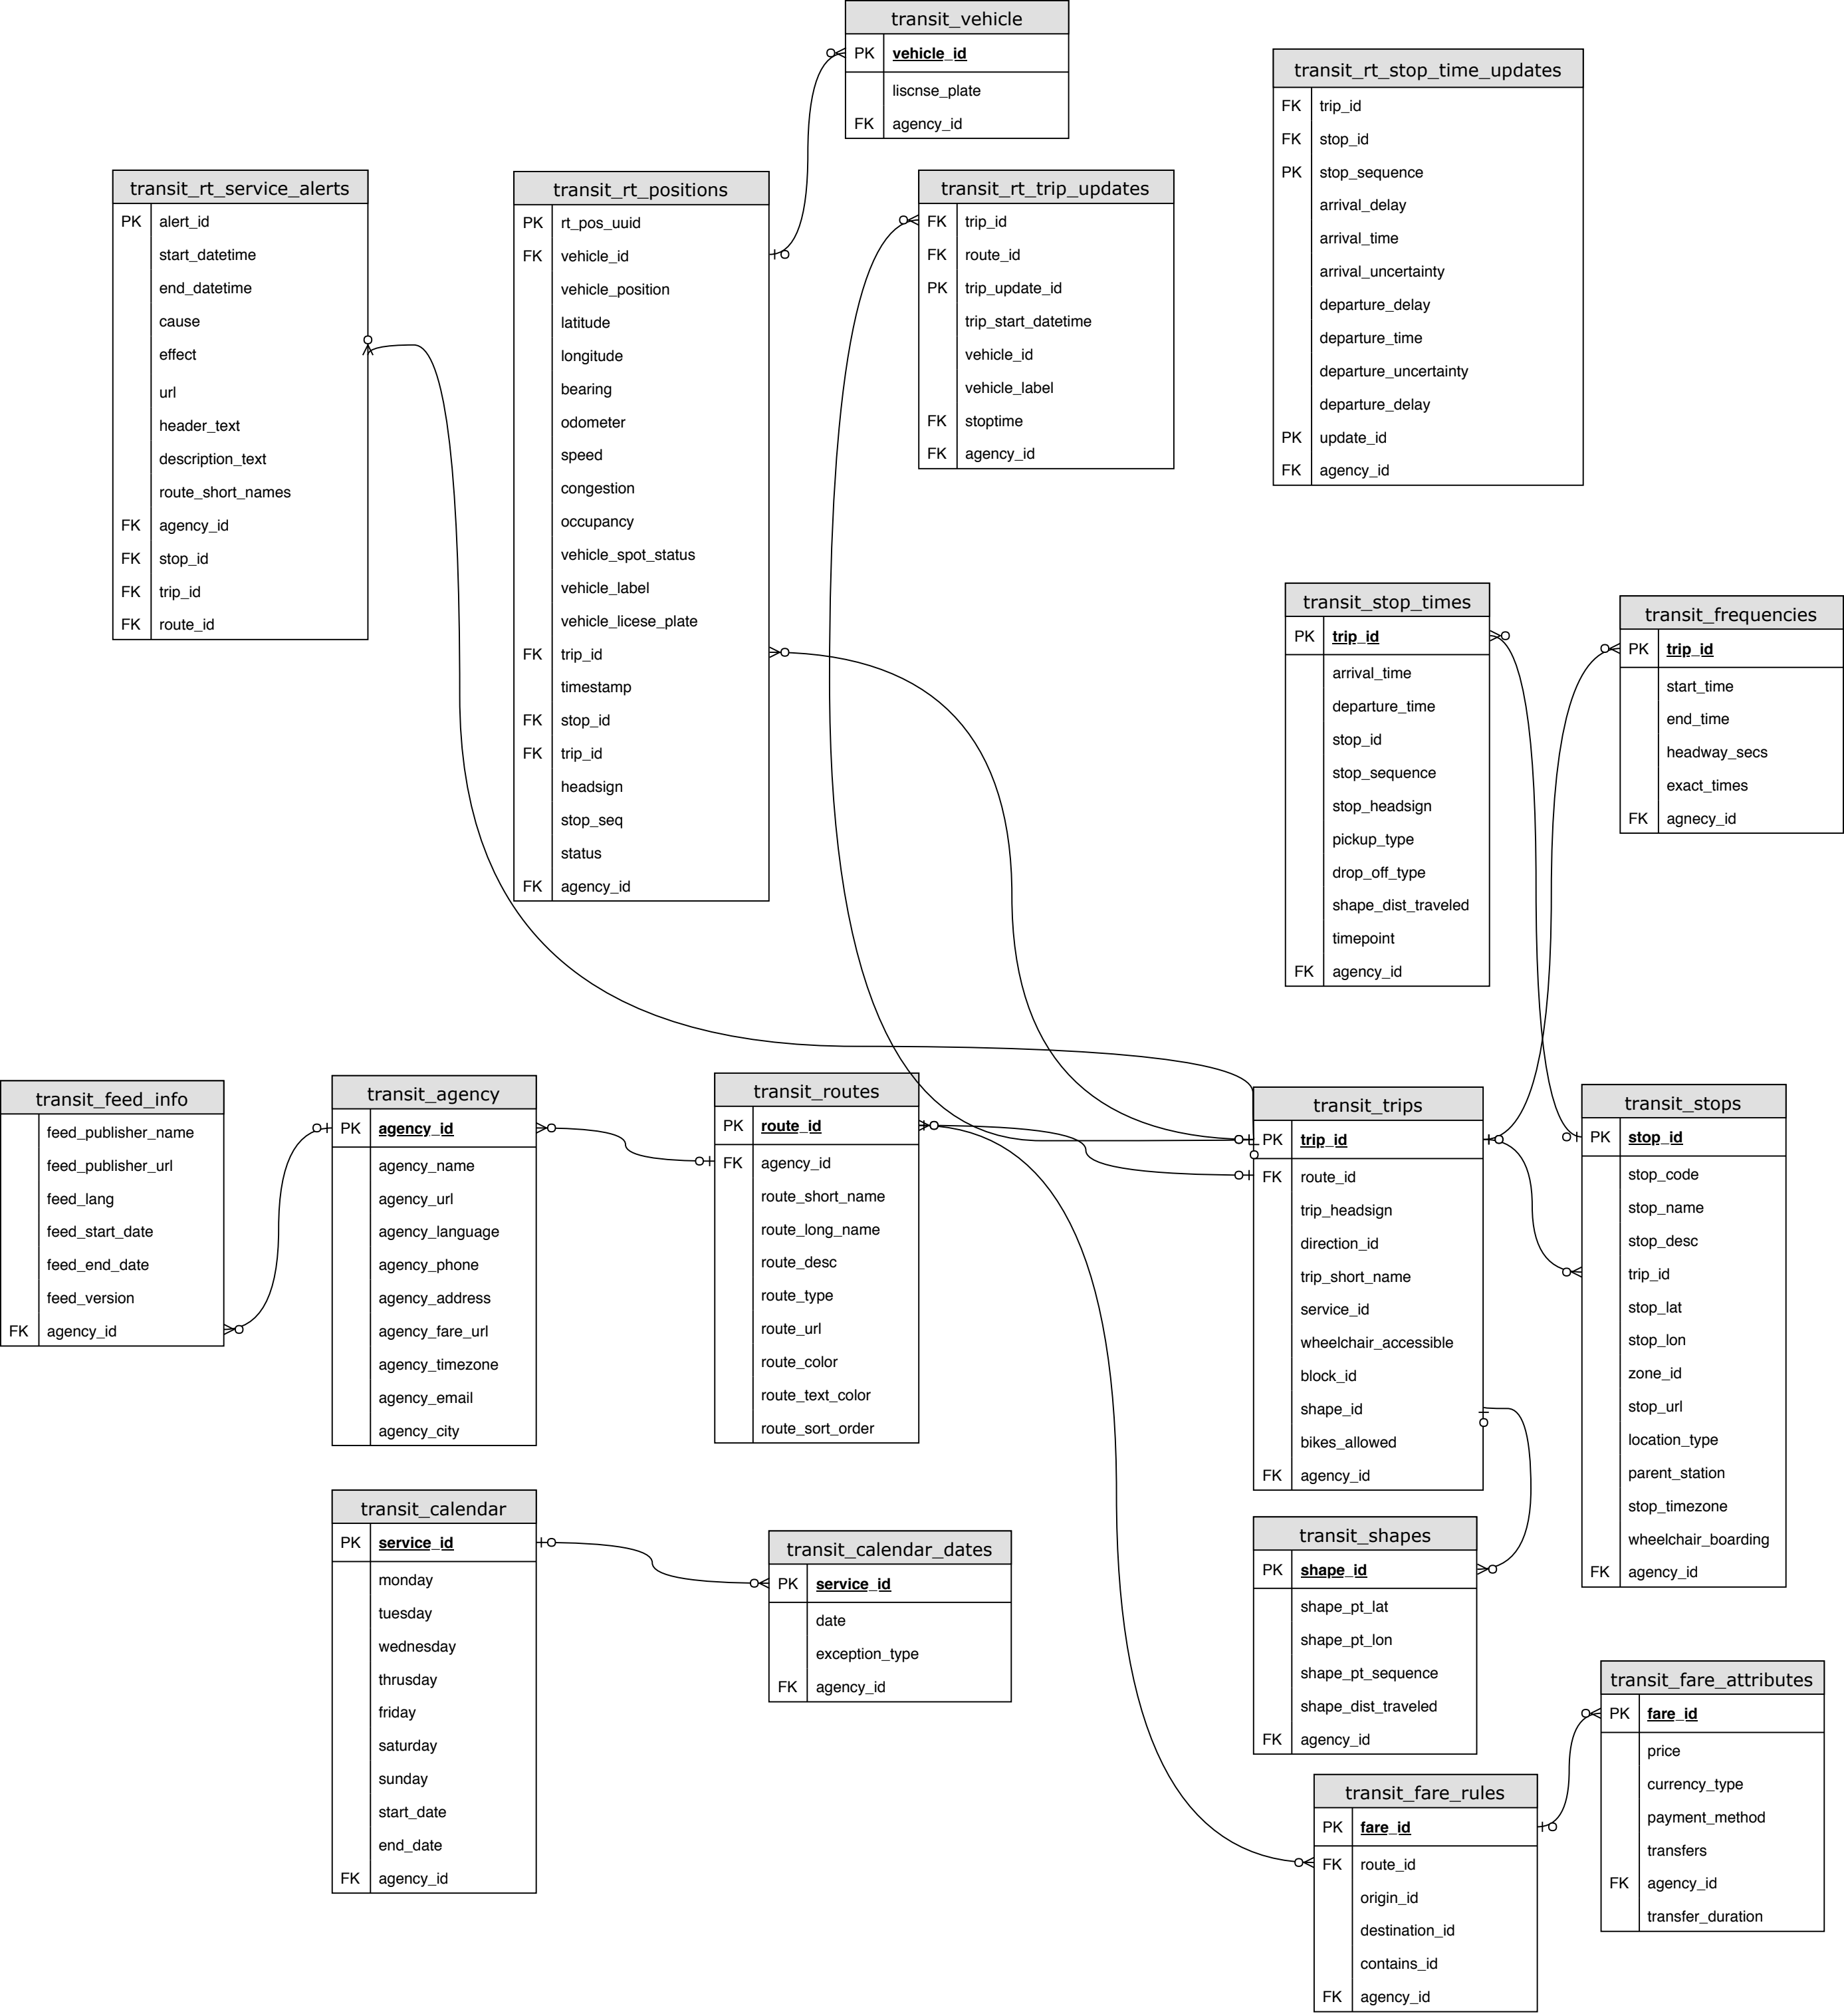 transit_vehicle
PK vehicle_id
liscnse_plate
FK agency_id
transit_rt_stop_time_updates
FK trip_id
FK stop_id
PK stop_sequence
arrival_delay
arrival_time
arrival_uncertainty
departure_delay
departure_time
departure_uncertainty
departure_delay
PK update_id
FK agency_id
transit_rt_service_alerts
PK alert_id
start_datetime
end_datetime
cause
effect
url
header_text
description_text
route_short_names
FK agency_id
FK stop_id
FK trip_id
FK route_id
transit_rt_positions
PK rt_pos_uuid
FK vehicle_id
vehicle_position
latitude
longitude
bearing
odometer
speed
congestion
occupancy
vehicle_spot_status
vehicle_label
vehicle_licese_plate
FK trip_id
timestamp
FK stop_id
FK trip_id
headsign
stop_seq
status
FK agency_id
transit_rt_trip_updates
FK trip_id
FK route_id
PK trip_update_id
trip_start_datetime
vehicle_id
vehicle_label
FK stoptime
FK agency_id
transit_stop_times
PK trip_id
arrival_time
departure_time
stop_id
stop_sequence
stop_headsign
pickup_type
drop_off_type
shape_dist_traveled
timepoint
FK agency_id
transit_frequencies
PK trip_id
start_time
end_time
headway_secs
exact_times
FK agnecy_id
transit_feed_info
feed_publisher_name
feed_publisher_url
feed_lang
feed_start_date
feed_end_date
feed_version
FK agency_id
transit_agency
PK agency_id
agency_name
agency_url
agency_language
agency_phone
agency_address
agency_fare_url
agency_timezone
agency_email
agency_city
transit_routes
PK route_id
FK agency_id
route_short_name
route_long_name
route_desc
route_type
route_url
route_color
route_text_color
route_sort_order
transit_trips
PK trip_id
FK route_id
trip_headsign
direction_id
trip_short_name
service_id
wheelchair_accessible
block_id
shape_id
bikes_allowed
FK agency_id
transit_stops
PK stop_id
stop_code
stop_name
stop_desc
trip_id
stop_lat
stop_lon
zone_id
stop_url
location_type
parent_station
stop_timezone
wheelchair_boarding
FK agency_id
transit_calendar
PK service_id
monday
tuesday
wednesday
thrusday
friday
saturday
sunday
start_date
end_date
FK agency_id
transit_calendar_dates
PK service_id
date
exception_type
FK agency_id
transit_shapes
PK shape_id
shape_pt_lat
shape_pt_lon
shape_pt_sequence
shape_dist_traveled
FK agency_id
transit_fare_attributes
PK fare_id
price
currency_type
payment_method
transfers
FK agency_id
transfer_duration
transit_fare_rules
PK fare_id
FK route_id
origin_id
destination_id
contains_id
FK agency_id